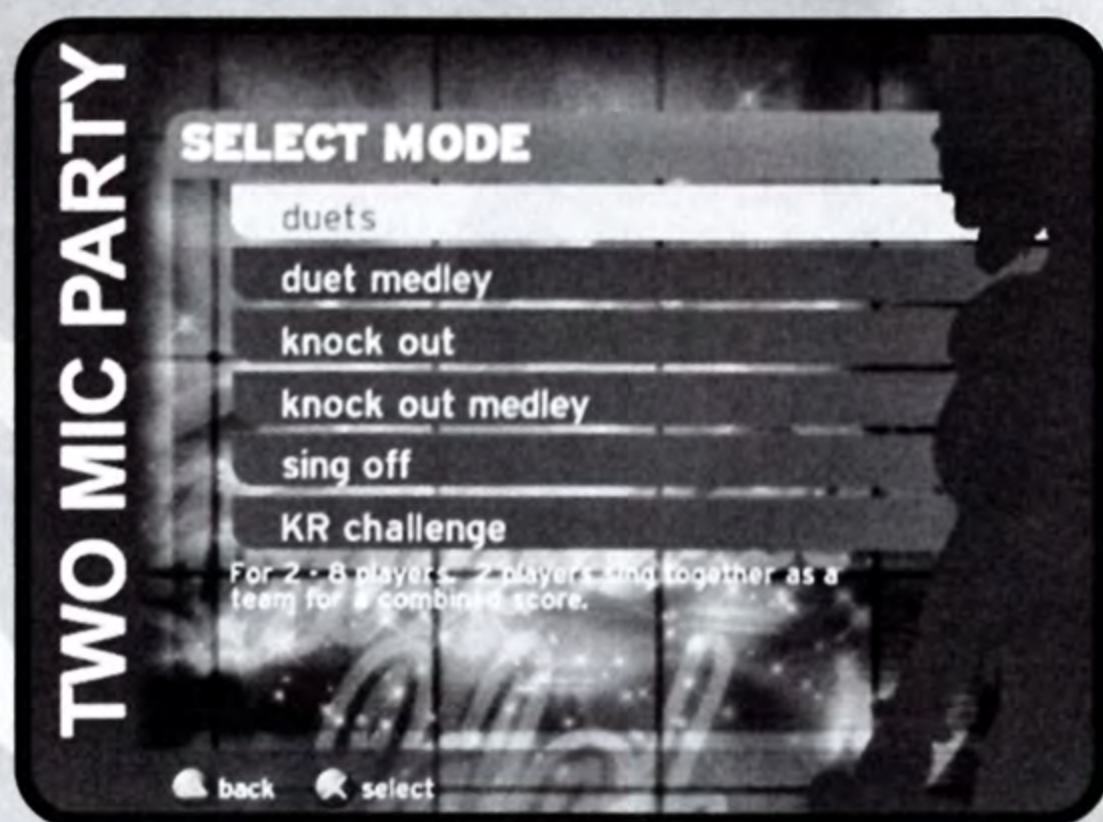 TWO MIC PARTY
SELECT MODE
duets
duet medley
knock out
knock out medley
sing off
KR challenge
For 2 - 8 players. 2 players sing together as a
team for a combined score.
back select